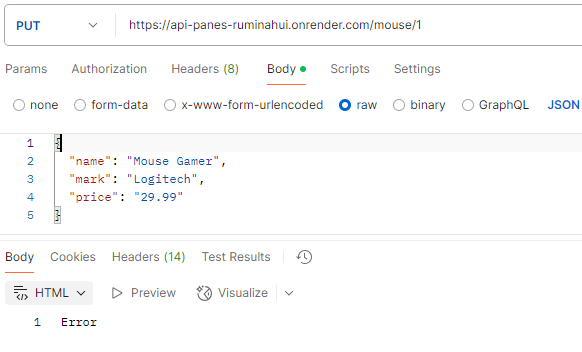 PUT https://api-panes-ruminahui.onrender.com/mouse/1
Params Authorization Headers (8) Body Scripts Settings
none form-data x-www-form-urlencoded raw binary GraphQL JSON
1 {
2 "name": "Mouse Gamer",
3 "mark": "Logitech",
4 "price": "29.99"
5 }
Body Cookies Headers (14) Test Results
HTML Preview Visualize
1 Error